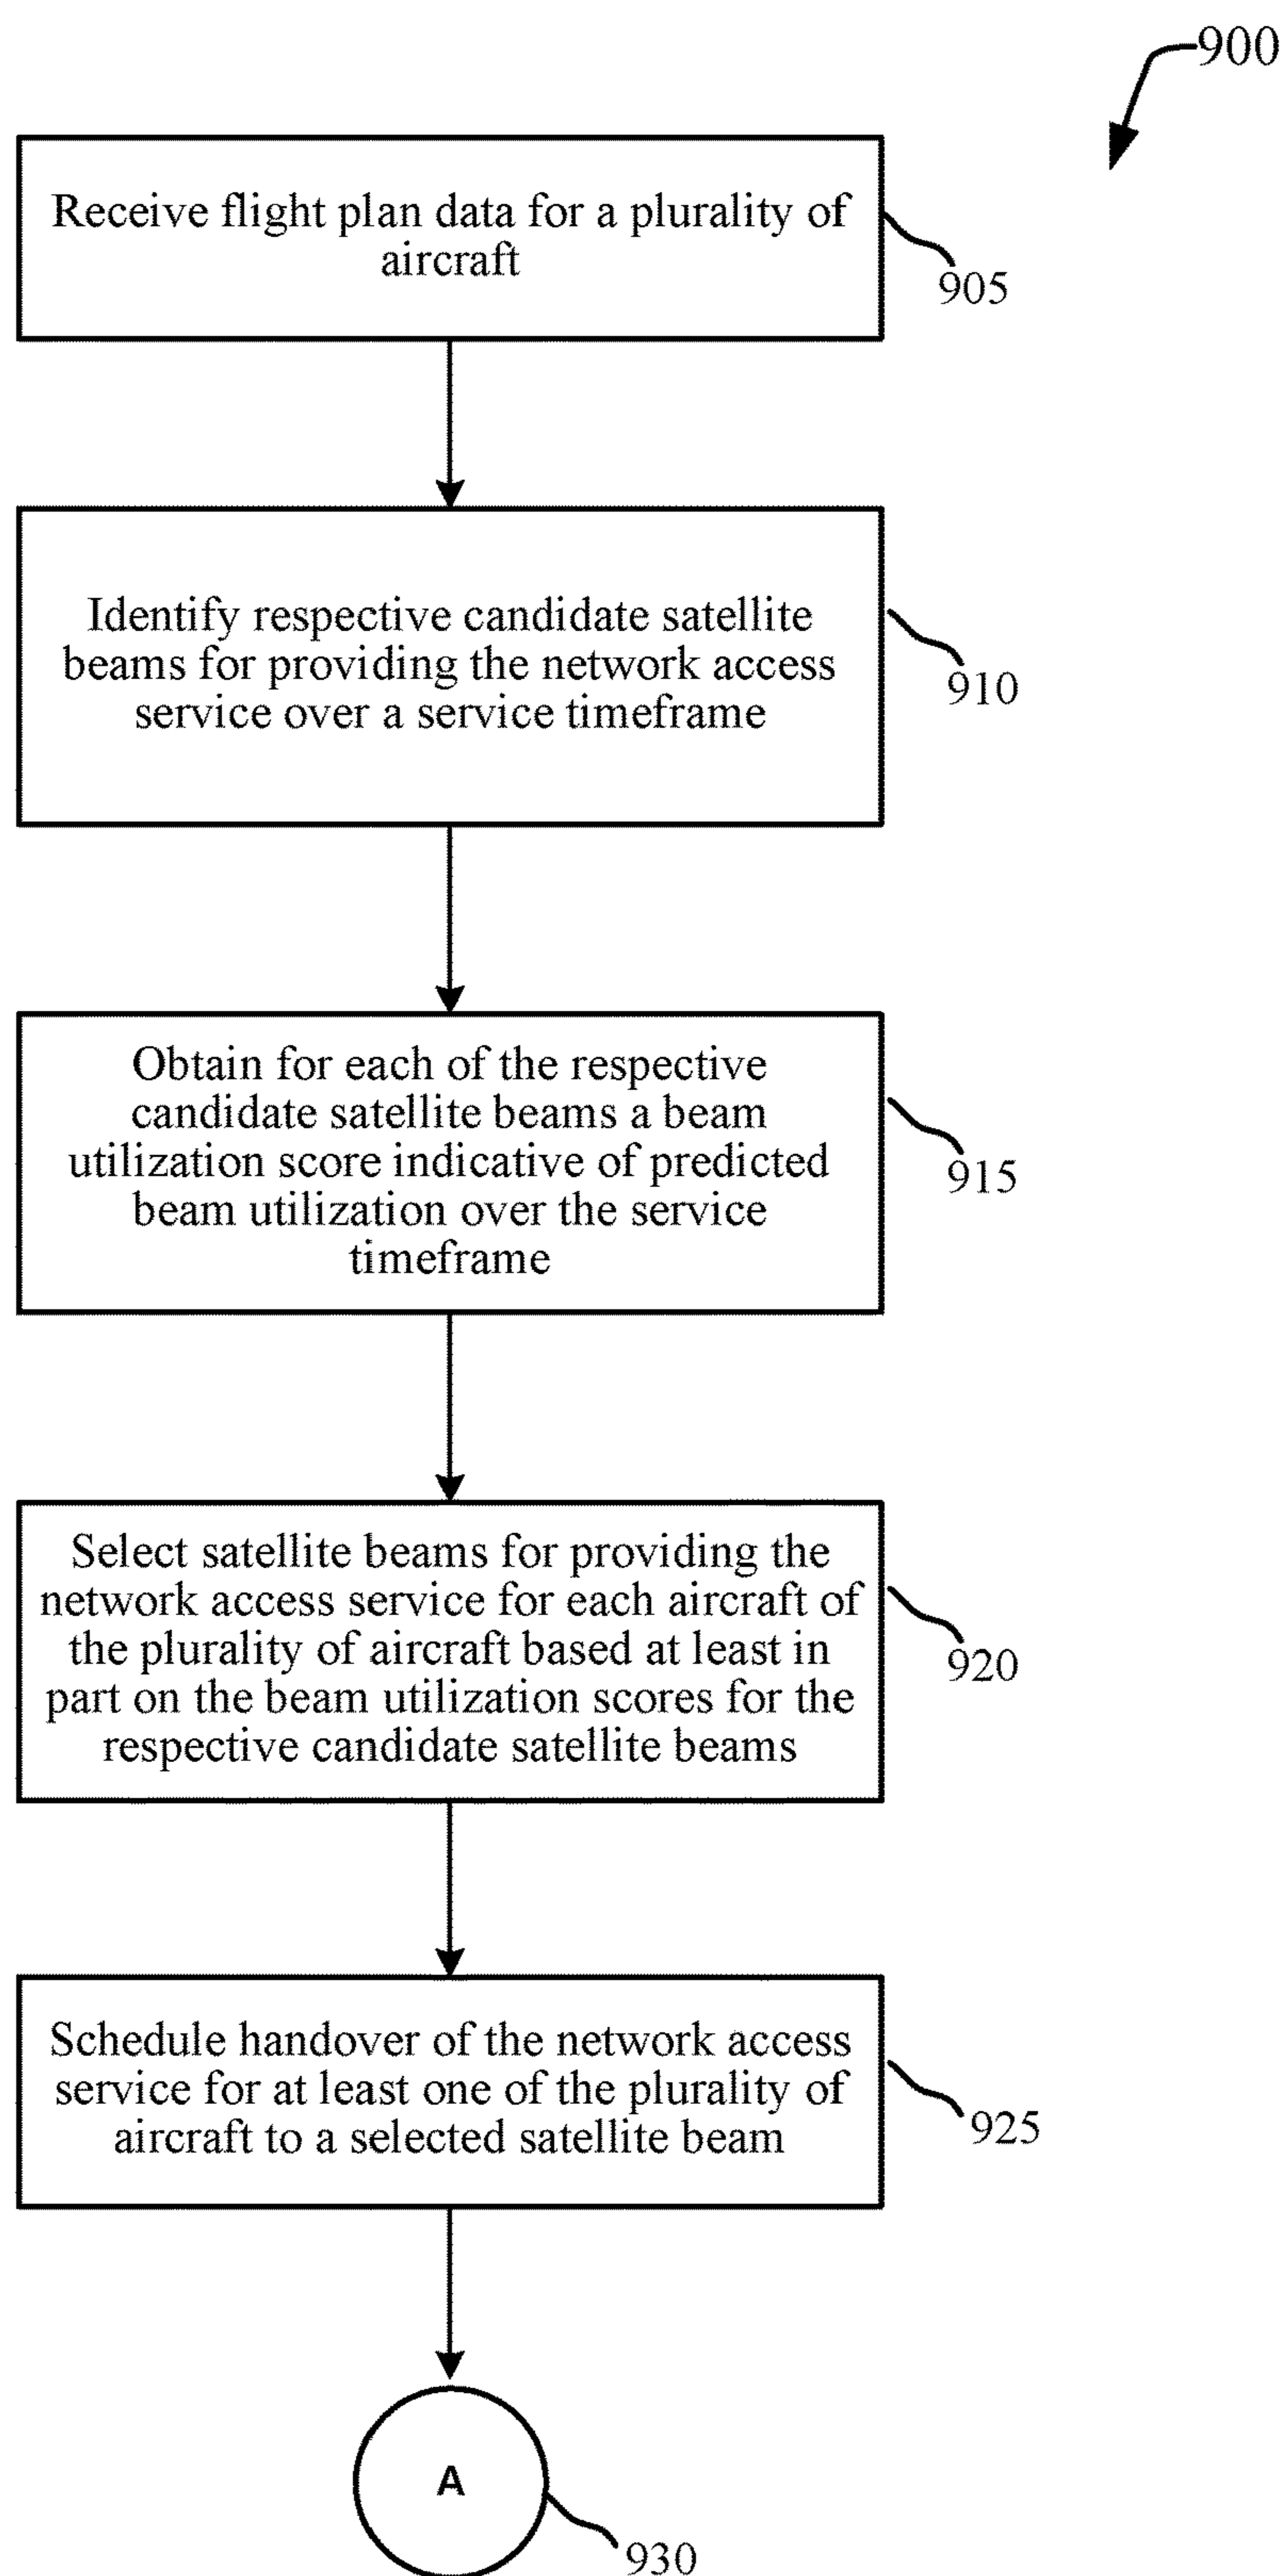 900
Receive flight plan data for a plurality of
aircraft
905
Identify respective candidate satellite
beams for providing the network access
service over a service timeframe
910
Obtain for each of the respective
candidate satellite beams a beam
utilization score indicative of predicted
beam utilization over the service
timeframe
915
Select satellite beams for providing the
network access service for each aircraft of
the plurality of aircraft based at least in
part on the beam utilization scores for the
respective candidate satellite beams
920
Schedule handover of the network access
service for at least one of the plurality of
aircraft to a selected satellite beam
925
A
930